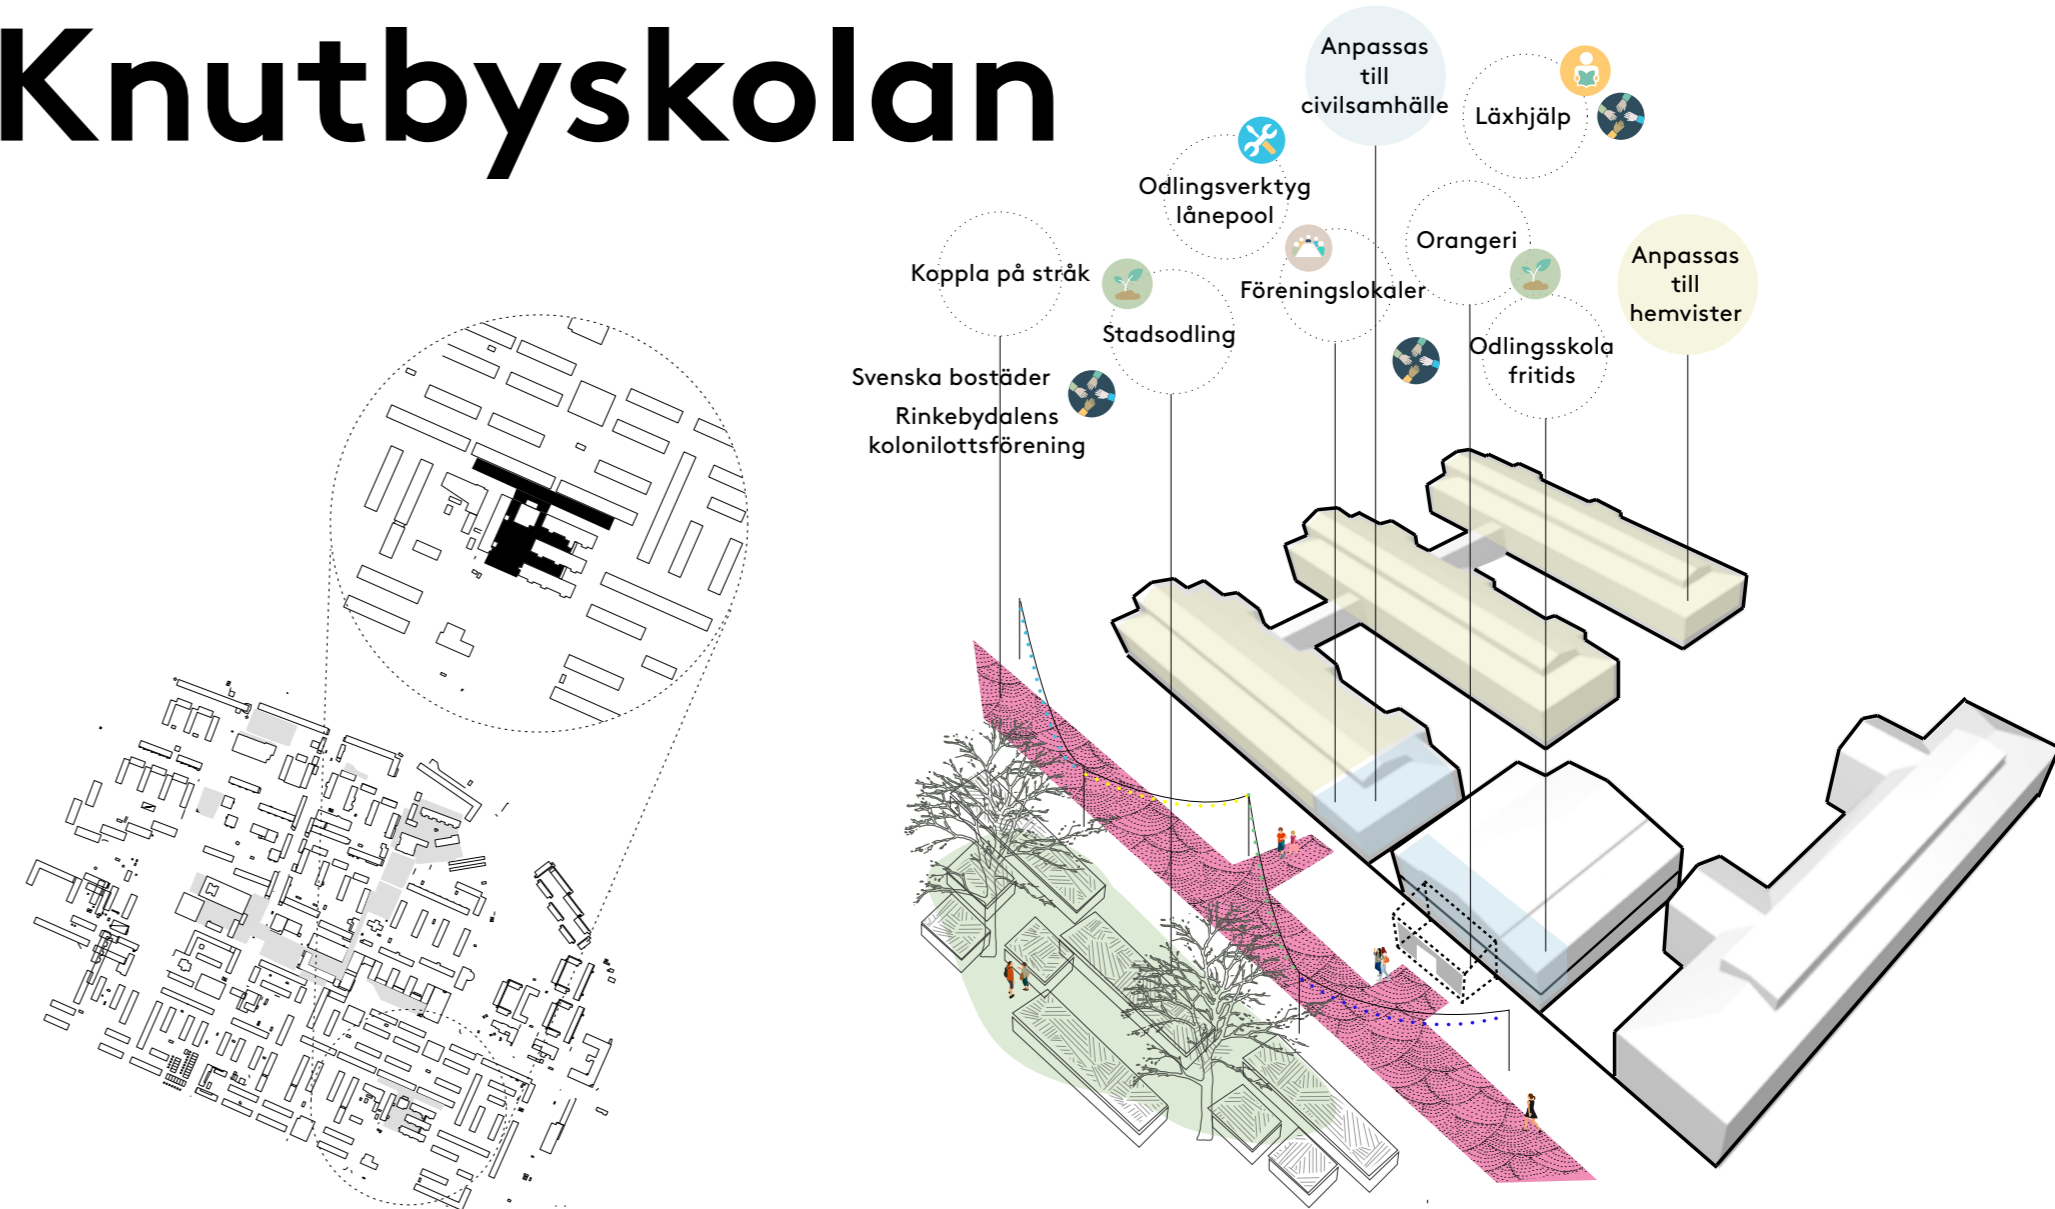 Knutbyskolan
Anpassas
till
civilsamhälle
Läxhjälp
Odlingsverktyg
lånepool
Orangeri
Koppla på stråk
Föreningslokaler
Anpassas
till
hemvister
Stadsodling
Odlingsskola
fritids
Svenska bostäder
Rinkebydalens
kolonilottsförening